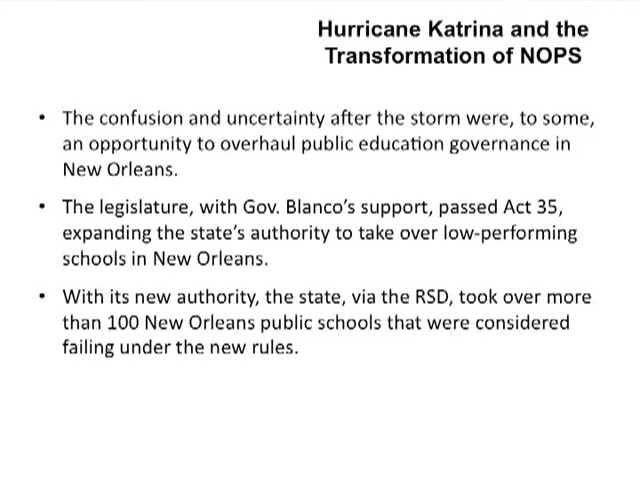 Hurricane Katrina and the
Transformation of NOPS
• The confusion and uncertainty after the storm were, to some,
an opportunity to overhaul public education governance in
New Orleans.
• The legislature, with Gov. Blanco's support, passed Act 35,
expanding the state's authority to take over low-performing
schools in New Orleans.
• With its new authority, the state, via the RSD, took over more
than 100 New Orleans public schools that were considered
failing under the new rules.